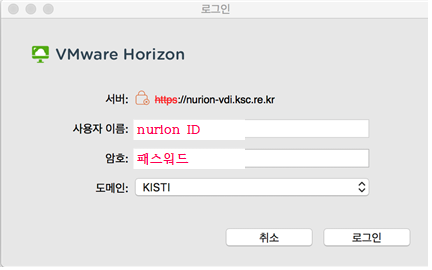 로그인
VMware Horizon
서버: https://nurion-vdi.ksc.re.kr
사용자 이름: nurion ID
암호: 패스워드
도메인: KISTI
취소 로그인